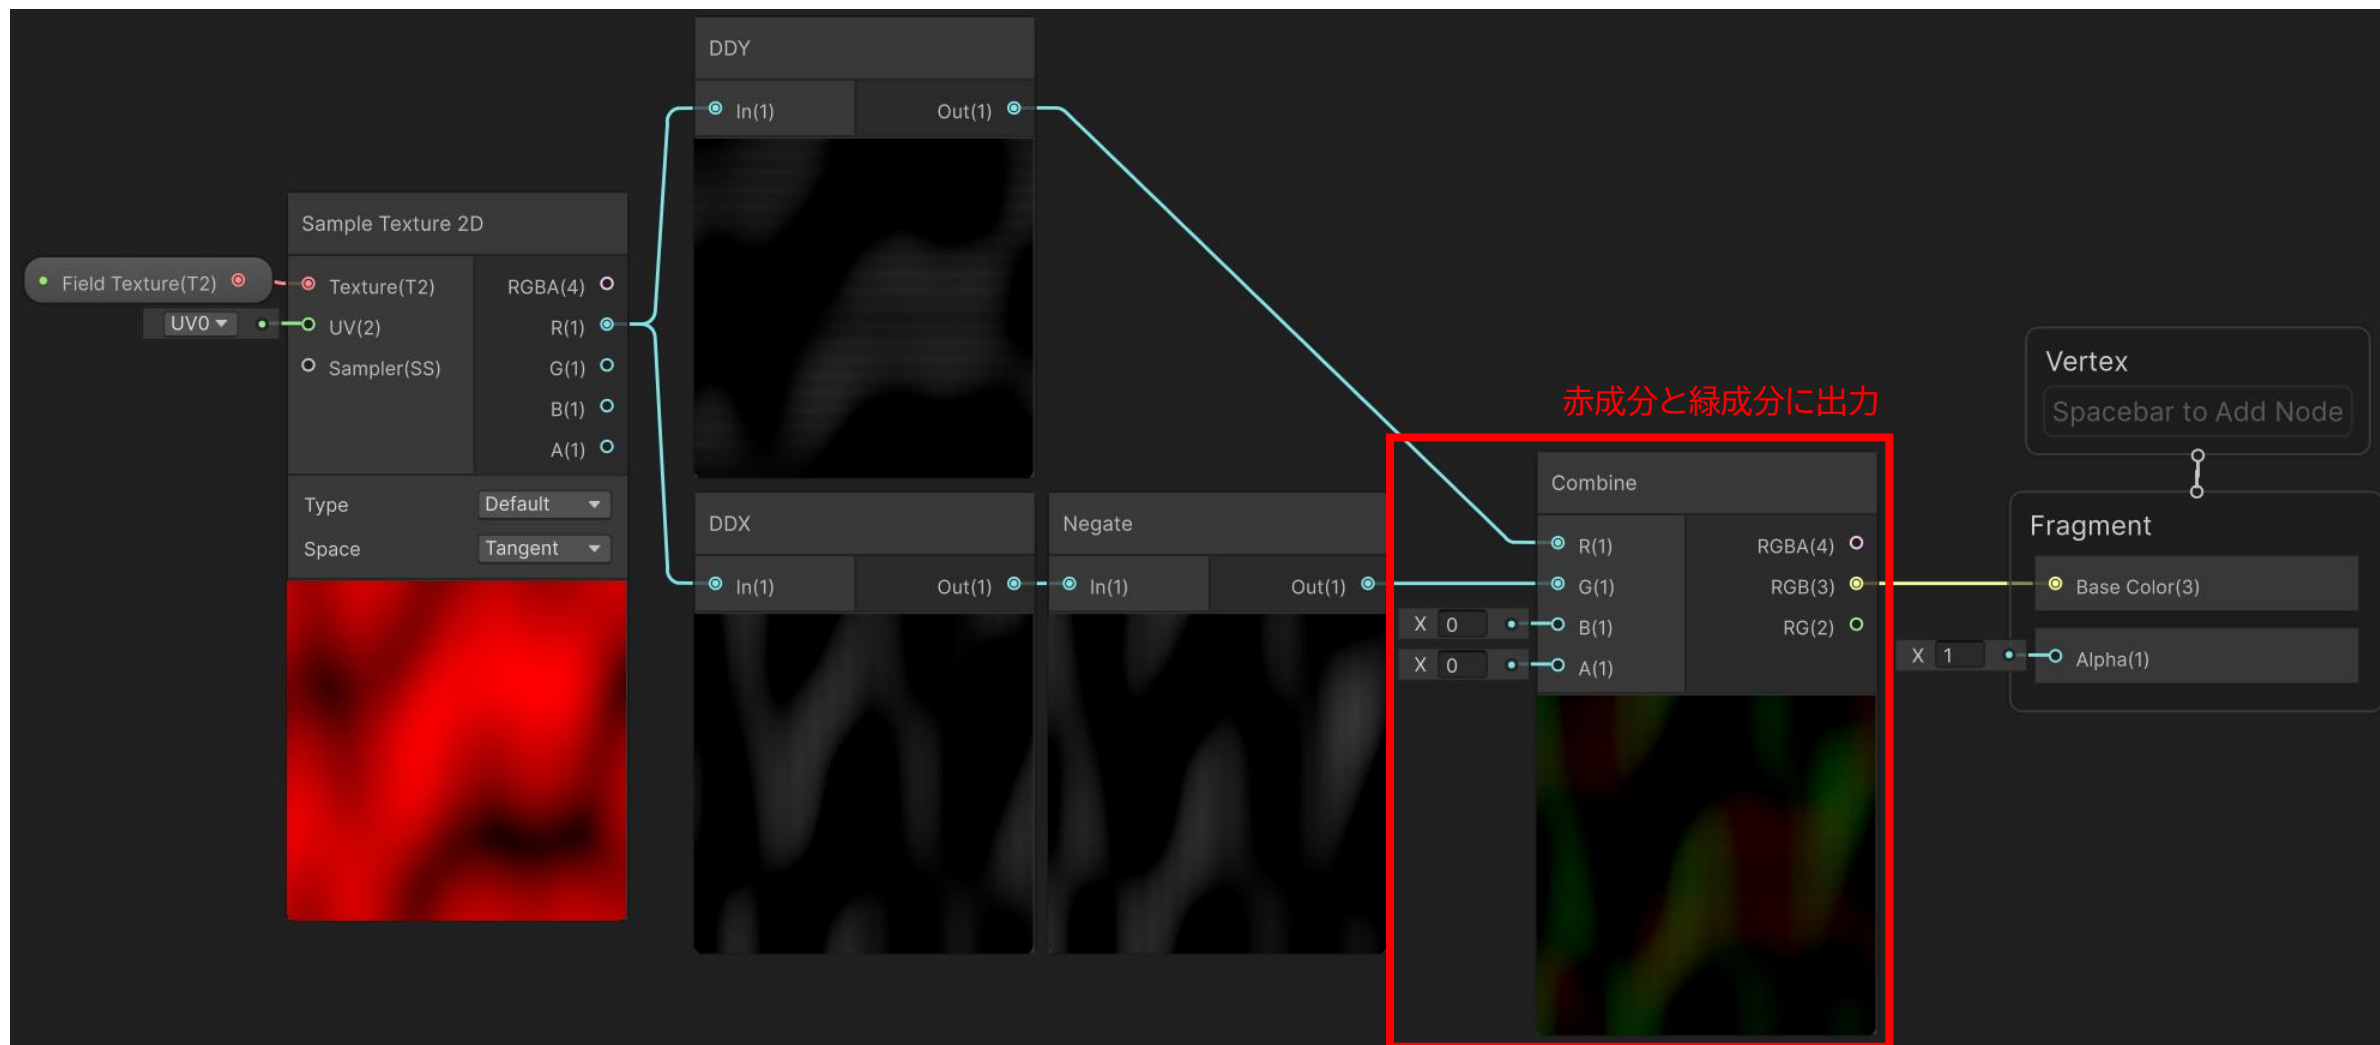 DDY
In(1)
Out(1)
Sample Texture 2D
Field Texture(T2)
Texture(T2)
RGBA(4)
UV0
UV(2)
R(1)
Sampler(SS)
G(1)
B(1)
A(1)
Type
Default
Space
Tangent
DDX
In(1)
Out(1)
Negate
In(1)
Out(1)
赤成分と緑成分に出力
Combine
R(1)
RGBA(4)
G(1)
RGB(3)
X 0
B(1)
RG(2)
X 0
A(1)
Vertex
Spacebar to Add Node
Fragment
Base Color(3)
X 1
Alpha(1)